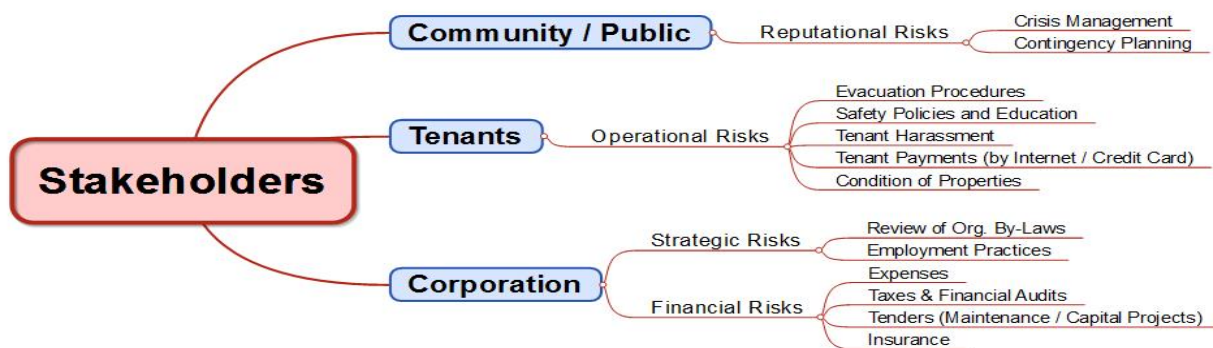 Stakeholders
Community / Public
Reputational Risks
Crisis Management
Contingency Planning
Tenants
Operational Risks
Evacuation Procedures
Safety Policies and Education
Tenant Harassment
Tenant Payments (by Internet / Credit Card)
Condition of Properties
Corporation
Strategic Risks
Review of Org. By-Laws
Employment Practices
Financial Risks
Expenses
Taxes & Financial Audits
Tenders (Maintenance / Capital Projects)
Insurance